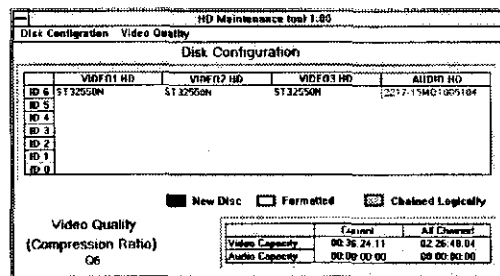 HD Maintenance tool 1.00
Disk Configration Video Quality
Disk Configuration
VIDEO1 HD VIDEO2 HD VIDEO3 HD AUDIO HD
ID 6 ST32550N ST32550N ST32550N
ID 5
ID 4
ID 3
ID 2
ID 1
ID 0
New Disc Formatted Chained Logically
Video Quality
(Compression Ratio)
Q6
Current All Channel
Video Capacity 00:36:24.11 02:26:48.04
Audio Capacity 00:00:00:00 00:00:00:00